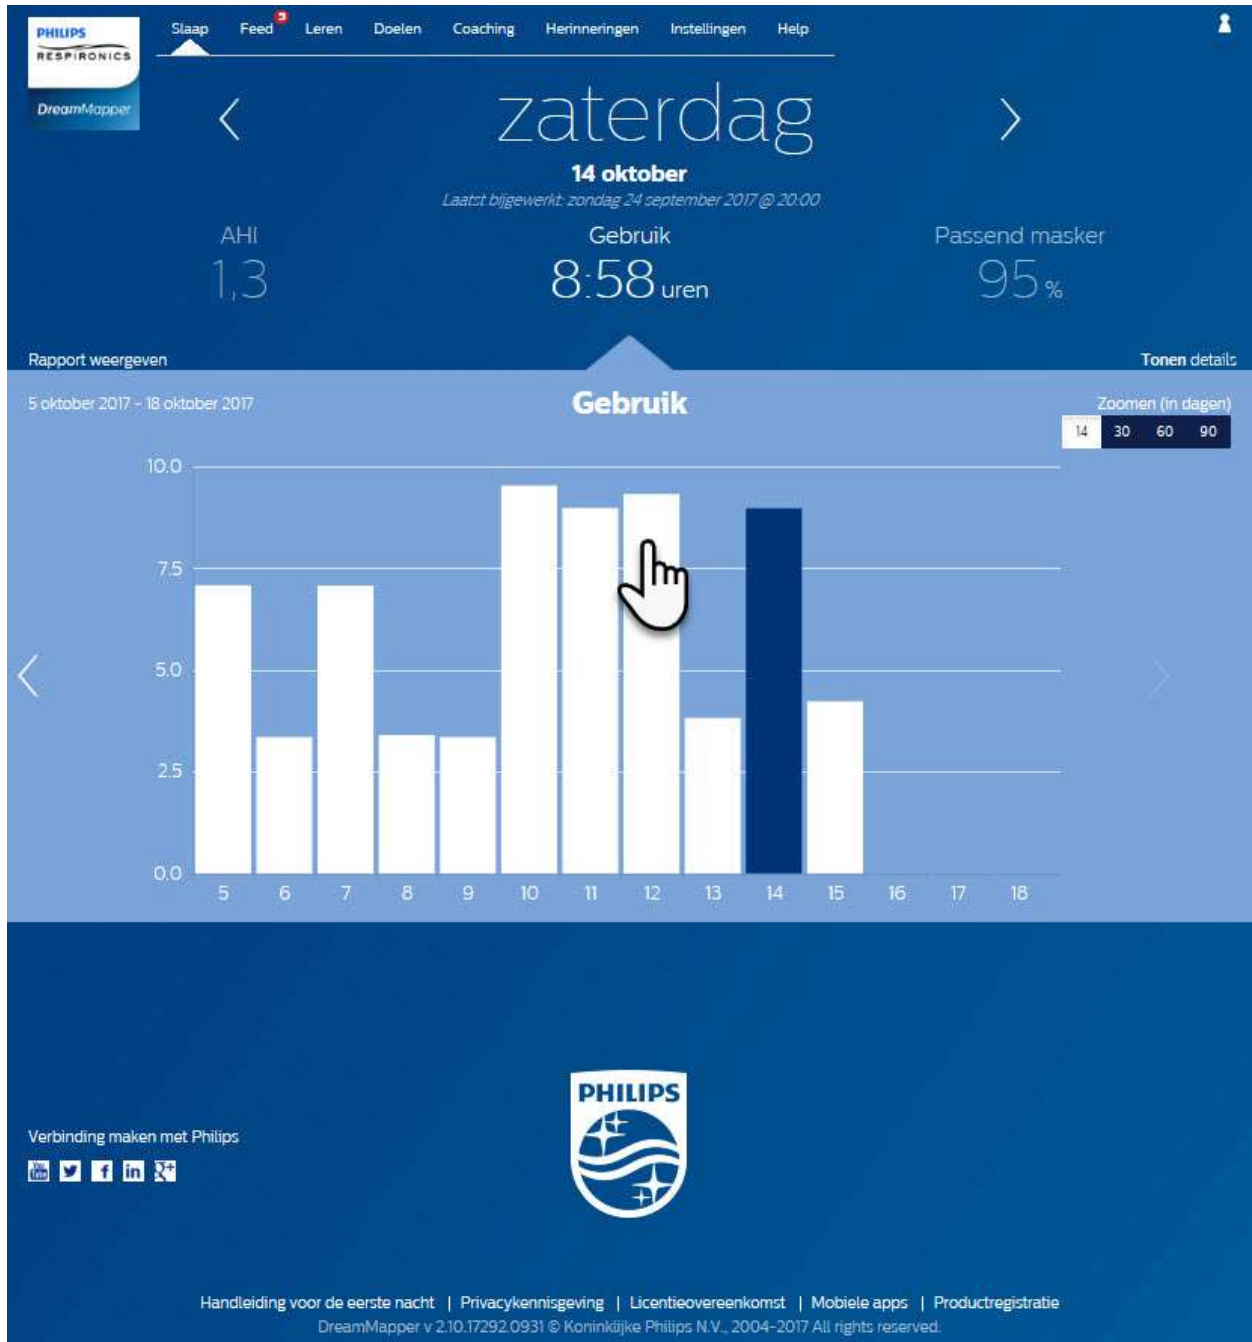 PHILIPS
RESPIRONICS
DreamMapper
Slaap Feed Leren Doelen Coaching Herinneringen Instellingen Help
zaterdag
14 oktober
Laatst bijgewerkt: zondag 24 september 2017 @ 20:00
AHI Gebruik Passend masker
1,3 8:58 uren 95 %
Rapport weergeven Tonen details
5 oktober 2017 - 18 oktober 2017 Gebruik Zoomen (in dagen)
14 30 60 90
10.0
7.5
5.0
2.5
0.0
5 6 7 8 9 10 11 12 13 14 15 16 17 18
PHILIPS
Verbinding maken met Philips
You Tube f in g+
Handleiding voor de eerste nacht | Privacykennisgeving | Licentieovereenkomst | Mobiele apps | Productregistratie
DreamMapper v 2.10.17292.0931 © Koninklijke Philips N.V., 2004-2017 All rights reserved.